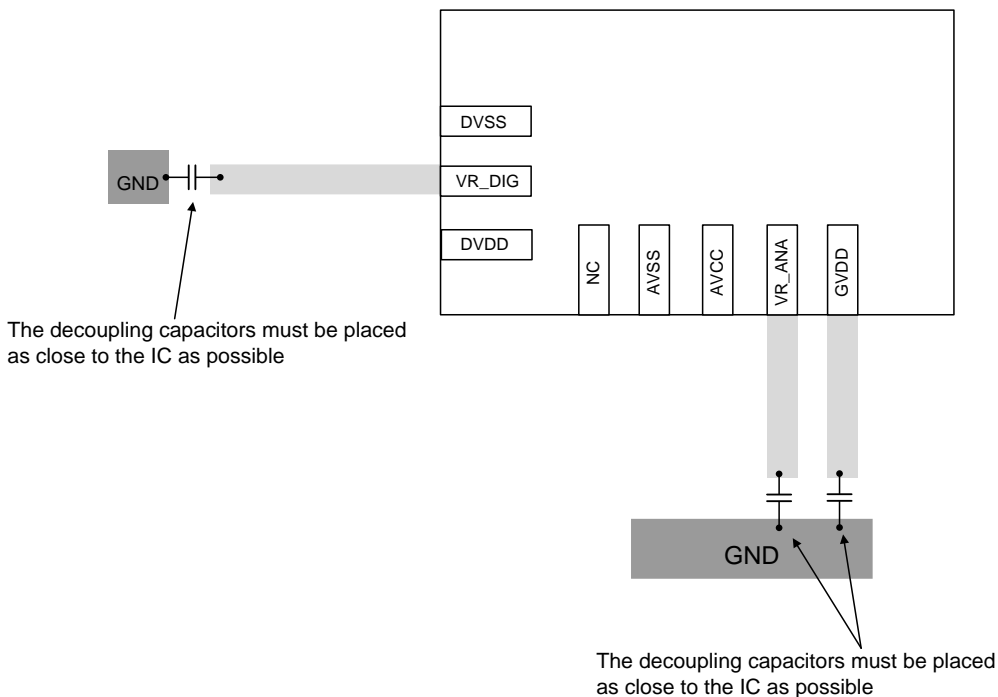 DVSS
GND
VR_DIG
DVDD
NC
AVSS
AVCC
VR_ANA
GVDD
The decoupling capacitors must be placed
as close to the IC as possible
GND
The decoupling capacitors must be placed
as close to the IC as possible